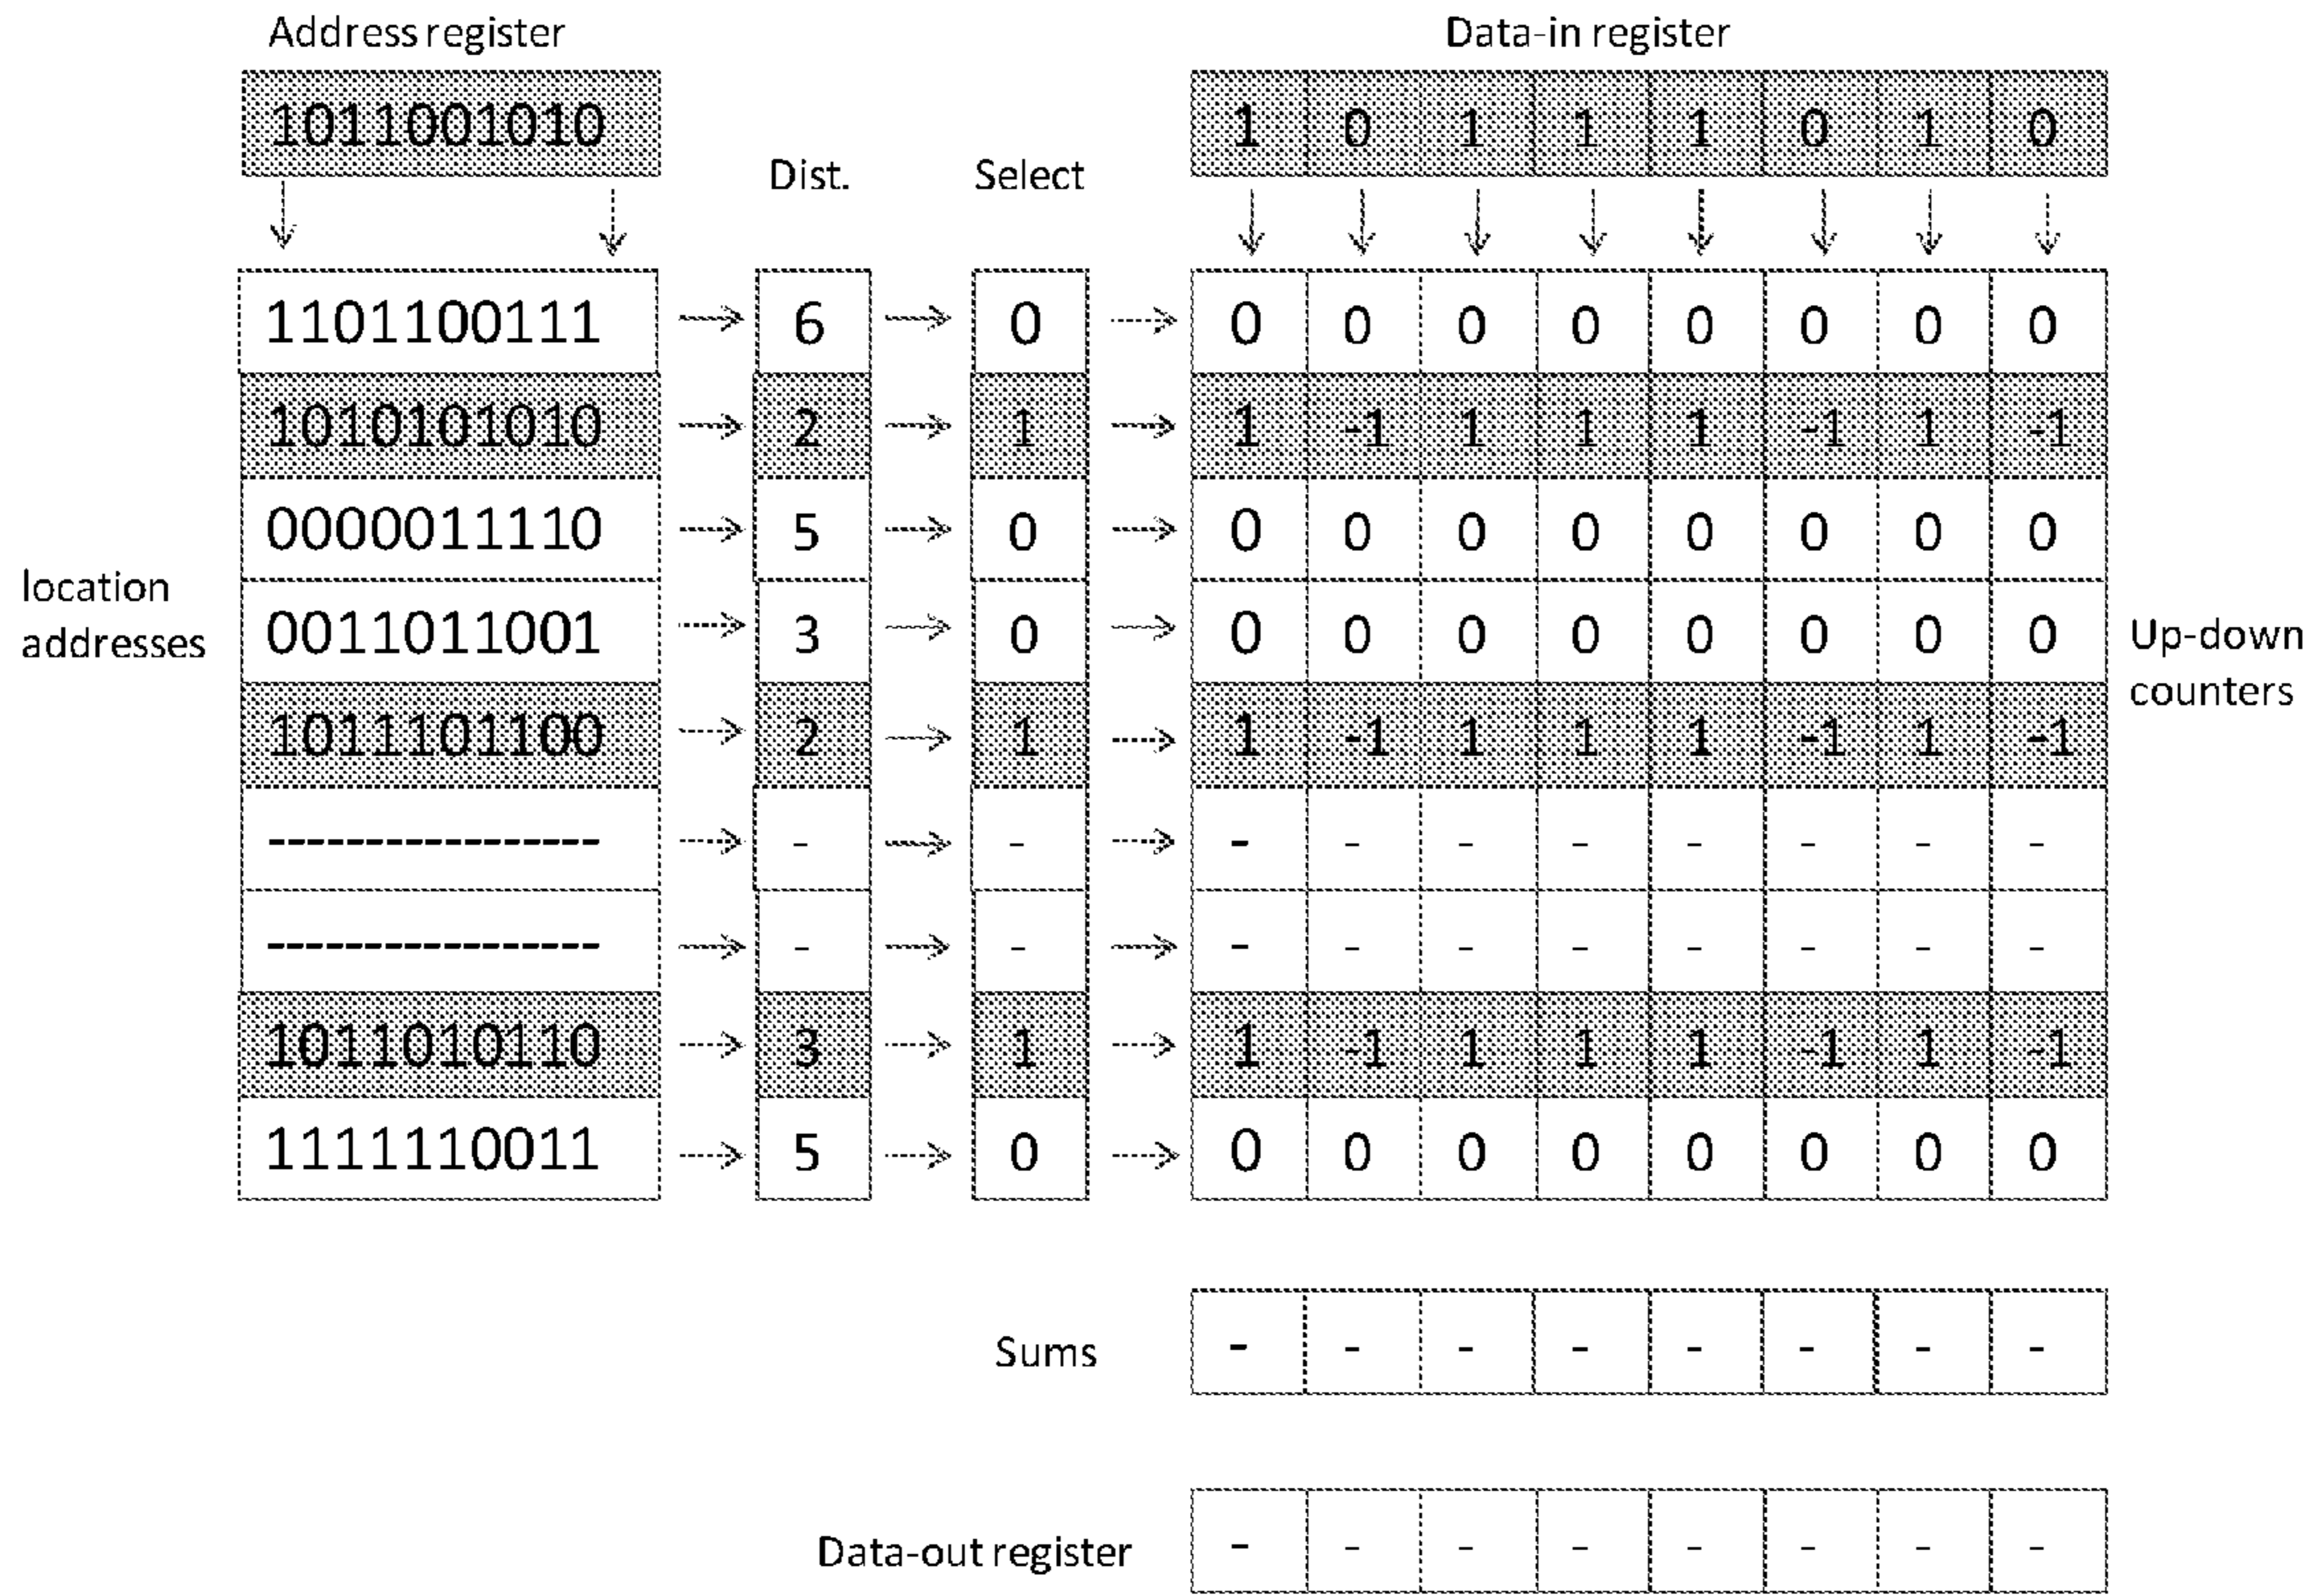 Address register Data-in register
1011001010 1 0 1 1 1 0 1 0
Dist. Select
1101100111 6 0 0 0 0 0 0 0 0 0
1010101010 2 1 1 -1 1 1 1 -1 1 -1
0000011110 5 0 0 0 0 0 0 0 0 0
location
addresses
0011011001 3 0 0 0 0 0 0 0 0 0
Up-down
counters
1011101100 2 1 1 -1 1 1 1 -1 1 -1
----------------- - - - - - - - - - -
----------------- - - - - - - - - - -
1011010110 3 1 1 -1 1 1 1 -1 1 -1
1111110011 5 0 0 0 0 0 0 0 0 0
Sums - - - - - - - -
Data-out register - - - - - - - -